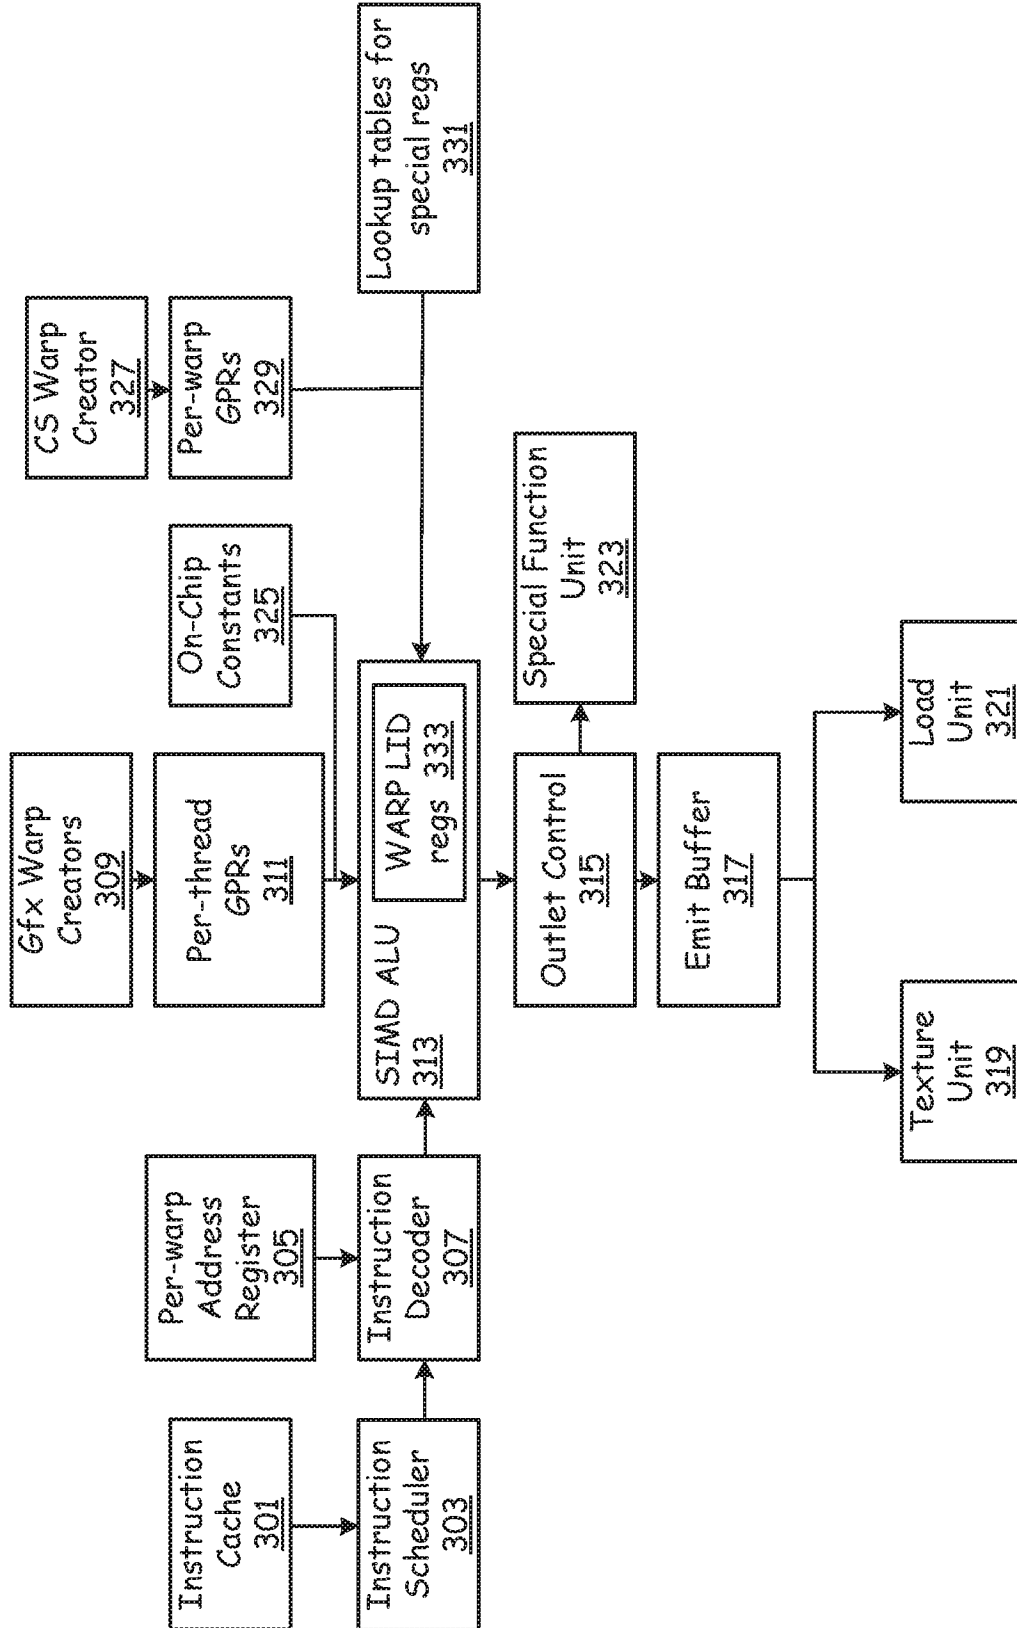 Instruction
Cache
301
Instruction
Scheduler
303
Per-warp
Address
Register
305
Instruction
Decoder
307
Gfx Warp
Creators
309
Per-thread
GPRs
311
SIMD ALU
313
WARP LID
regs 333
On-Chip
Constants
325
CS Warp
Creator
327
Per-warp
GPRs
329
Lookup tables for
special regs
331
Outlet Control
315
Special Function
Unit
323
Emit Buffer
317
Texture
Unit
319
Load
Unit
321